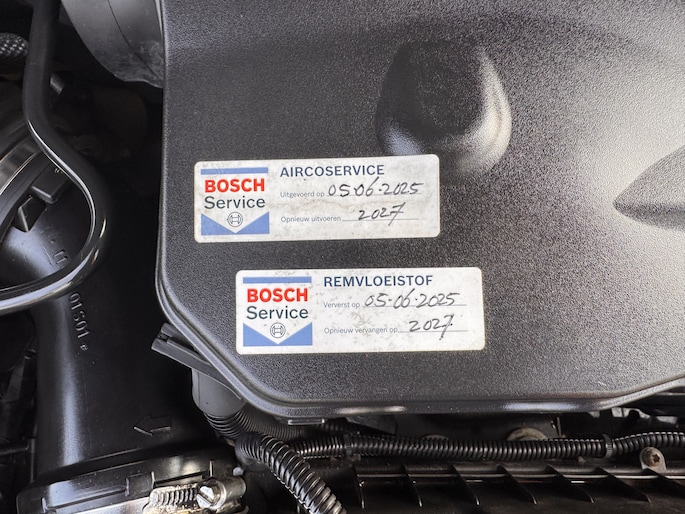 AIRCOSERVICE
BOSCH
Service
Uitgevoerd op 05-06-2025
Opnieuw uitvoeren 2027
REMVLOEISTOF
BOSCH
Service
Ververst op 05-06-2025
Opnieuw vervangen op 2027
01S01